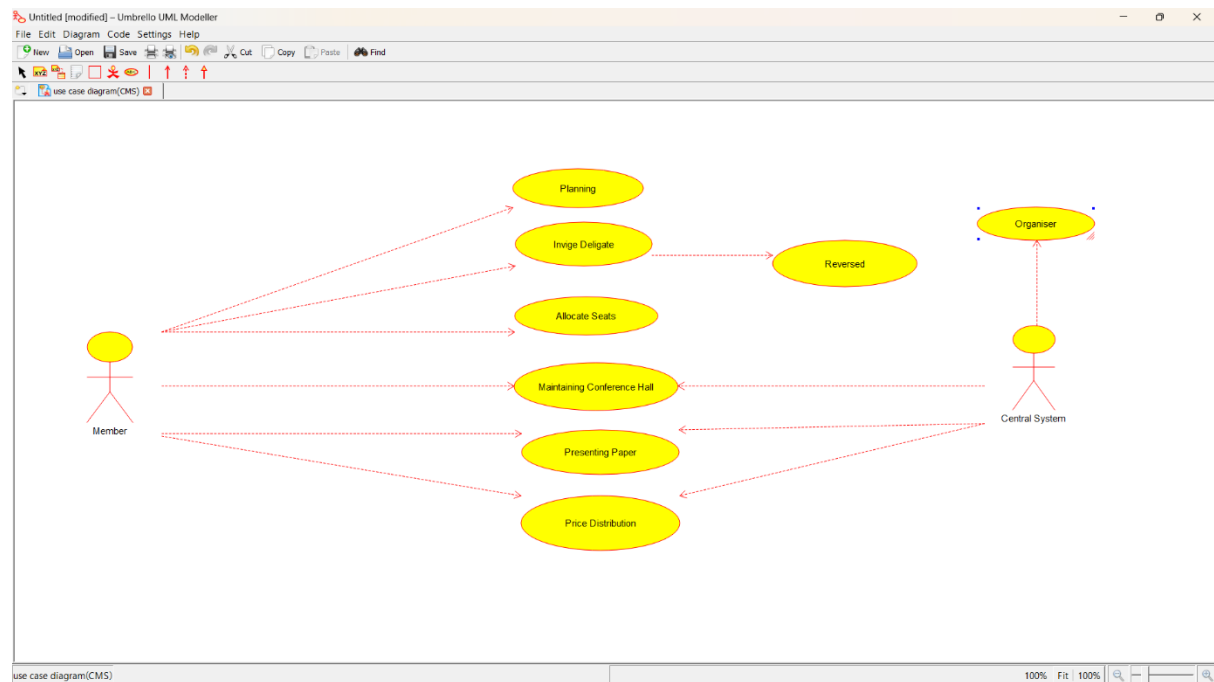 Untitled [modified] – Umbrello UML Modeller
File Edit Diagram Code Settings Help
New Open Save Cut Copy Paste Find
XYZ
use case diagram(CMS)
Planning
Organiser
Invige Deligate
Reversed
Allocate Seats
Maintaining Conference Hall
Member
Central System
Presenting Paper
Price Distribution
use case diagram(CMS) 100% Fit 100%